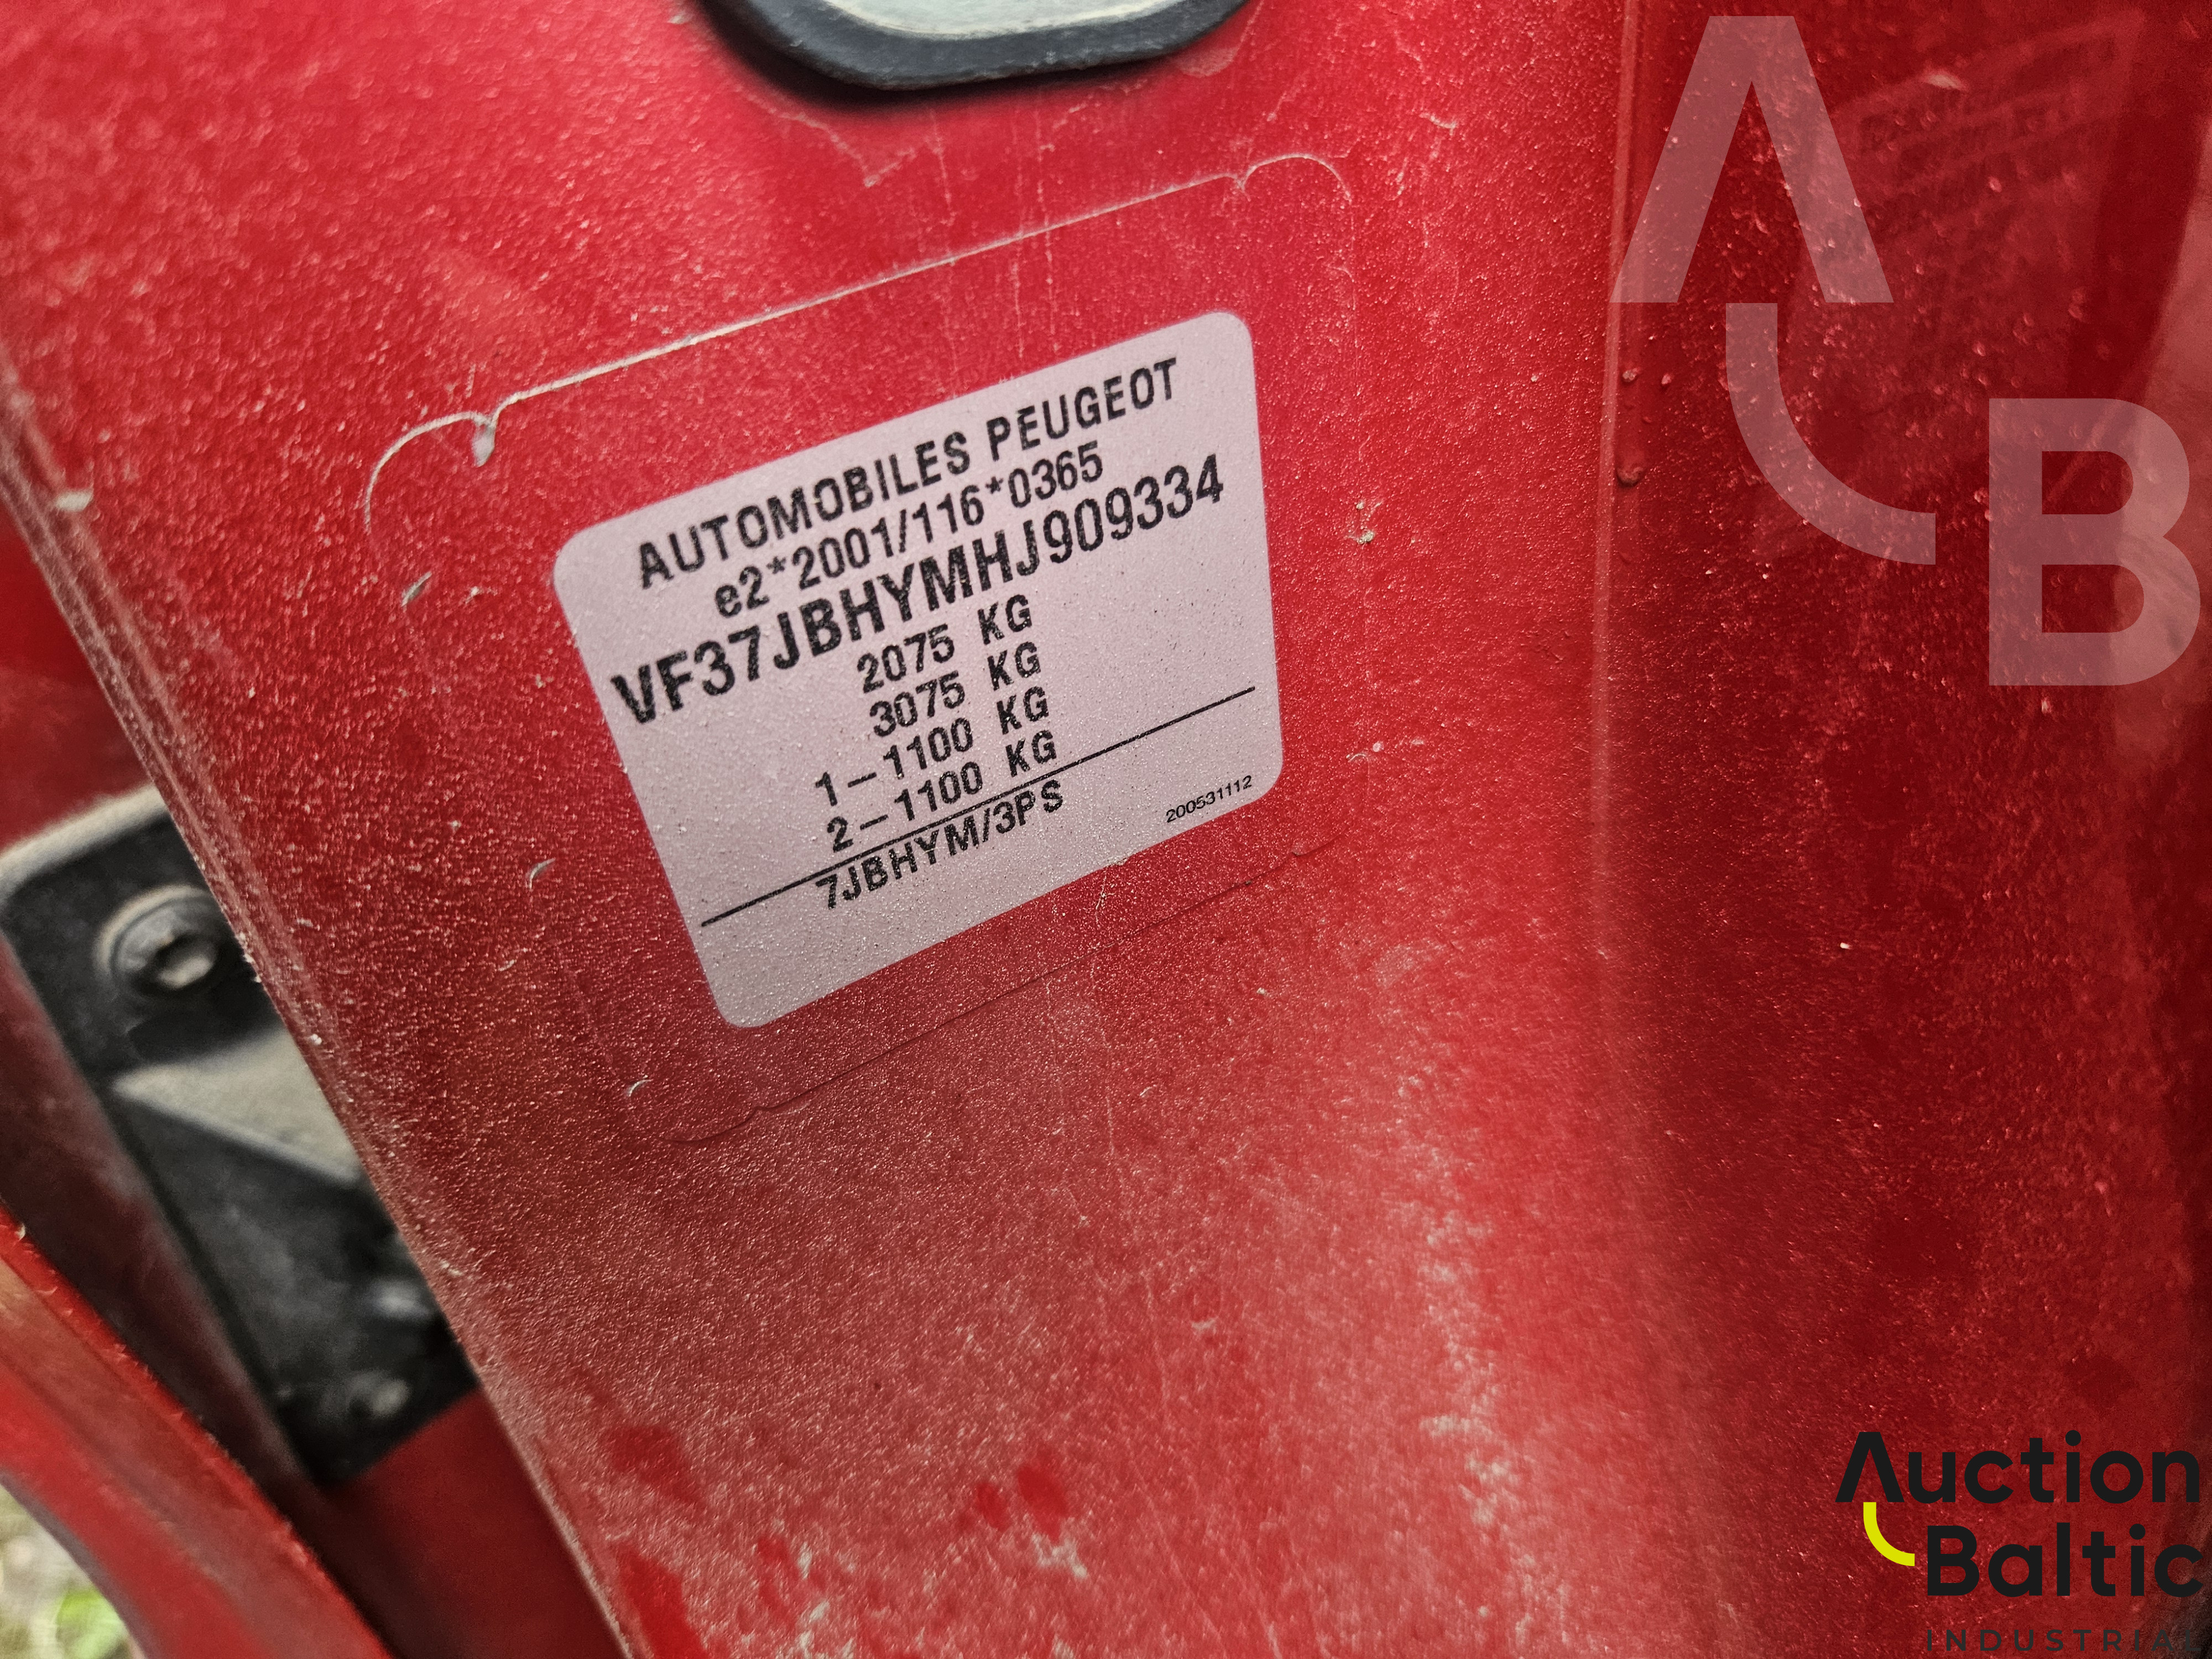 AUTOMOBILES PEUGEOT
e2*2001/116*0365
VF37JBHYMHJ909334
2075 KG
3075 KG
1-1100 KG
2-1100 KG
7JBHYM/3PS
200531112
A
B
Auction
Baltic
INDUSTRIAL